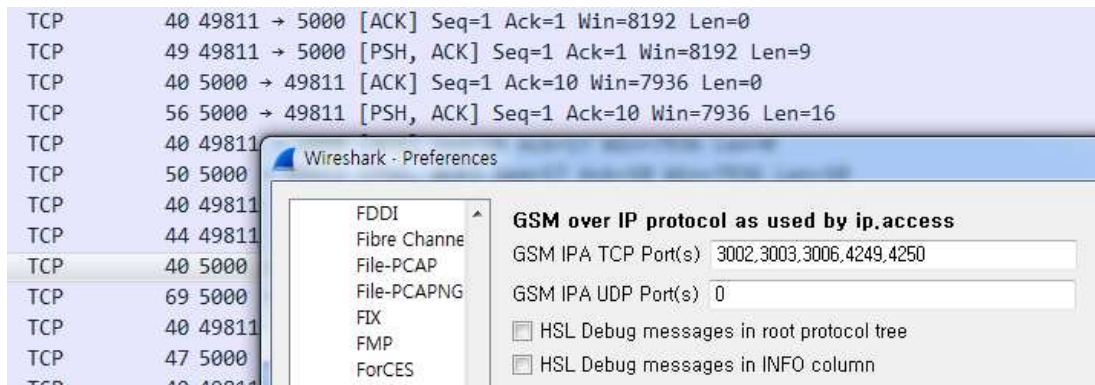 TCP 40 49811 → 5000 [ACK] Seq=1 Ack=1 Win=8192 Len=0
TCP 49 49811 → 5000 [PSH, ACK] Seq=1 Ack=1 Win=8192 Len=9
TCP 40 5000 → 49811 [ACK] Seq=1 Ack=10 Win=7936 Len=0
TCP 56 5000 → 49811 [PSH, ACK] Seq=1 Ack=10 Win=7936 Len=16
TCP 40 49811
TCP 50 5000
TCP 40 49811
TCP 44 49811
TCP 40 5000
TCP 69 5000
TCP 40 49811
TCP 47 5000
Wireshark - Preferences
FDDI
Fibre Channe
File-PCAP
File-PCAPNG
FIX
FMP
ForCES
GSM over IP protocol as used by ip.access
GSM IPA TCP Port(s) 3002,3003,3006,4249,4250
GSM IPA UDP Port(s) 0
HSL Debug messages in root protocol tree
HSL Debug messages in INFO column